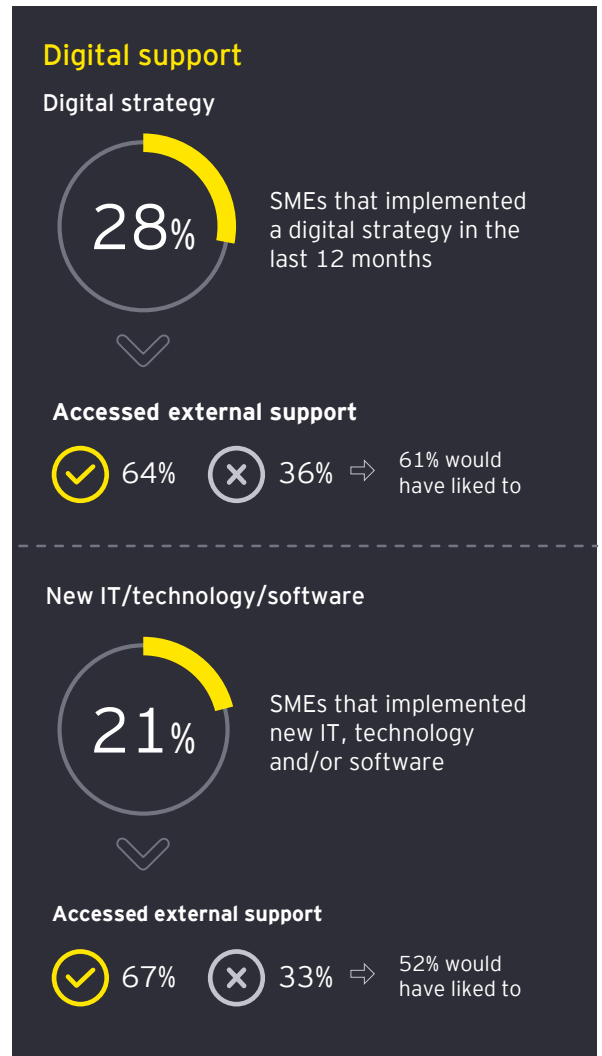 Digital support
Digital strategy
28%
SMEs that implemented
a digital strategy in the
last 12 months
Accessed external support
64%
36%
61% would
have liked to
New IT/technology/software
21%
SMEs that implemented
new IT, technology
and/or software
Accessed external support
67%
33%
52% would
have liked to